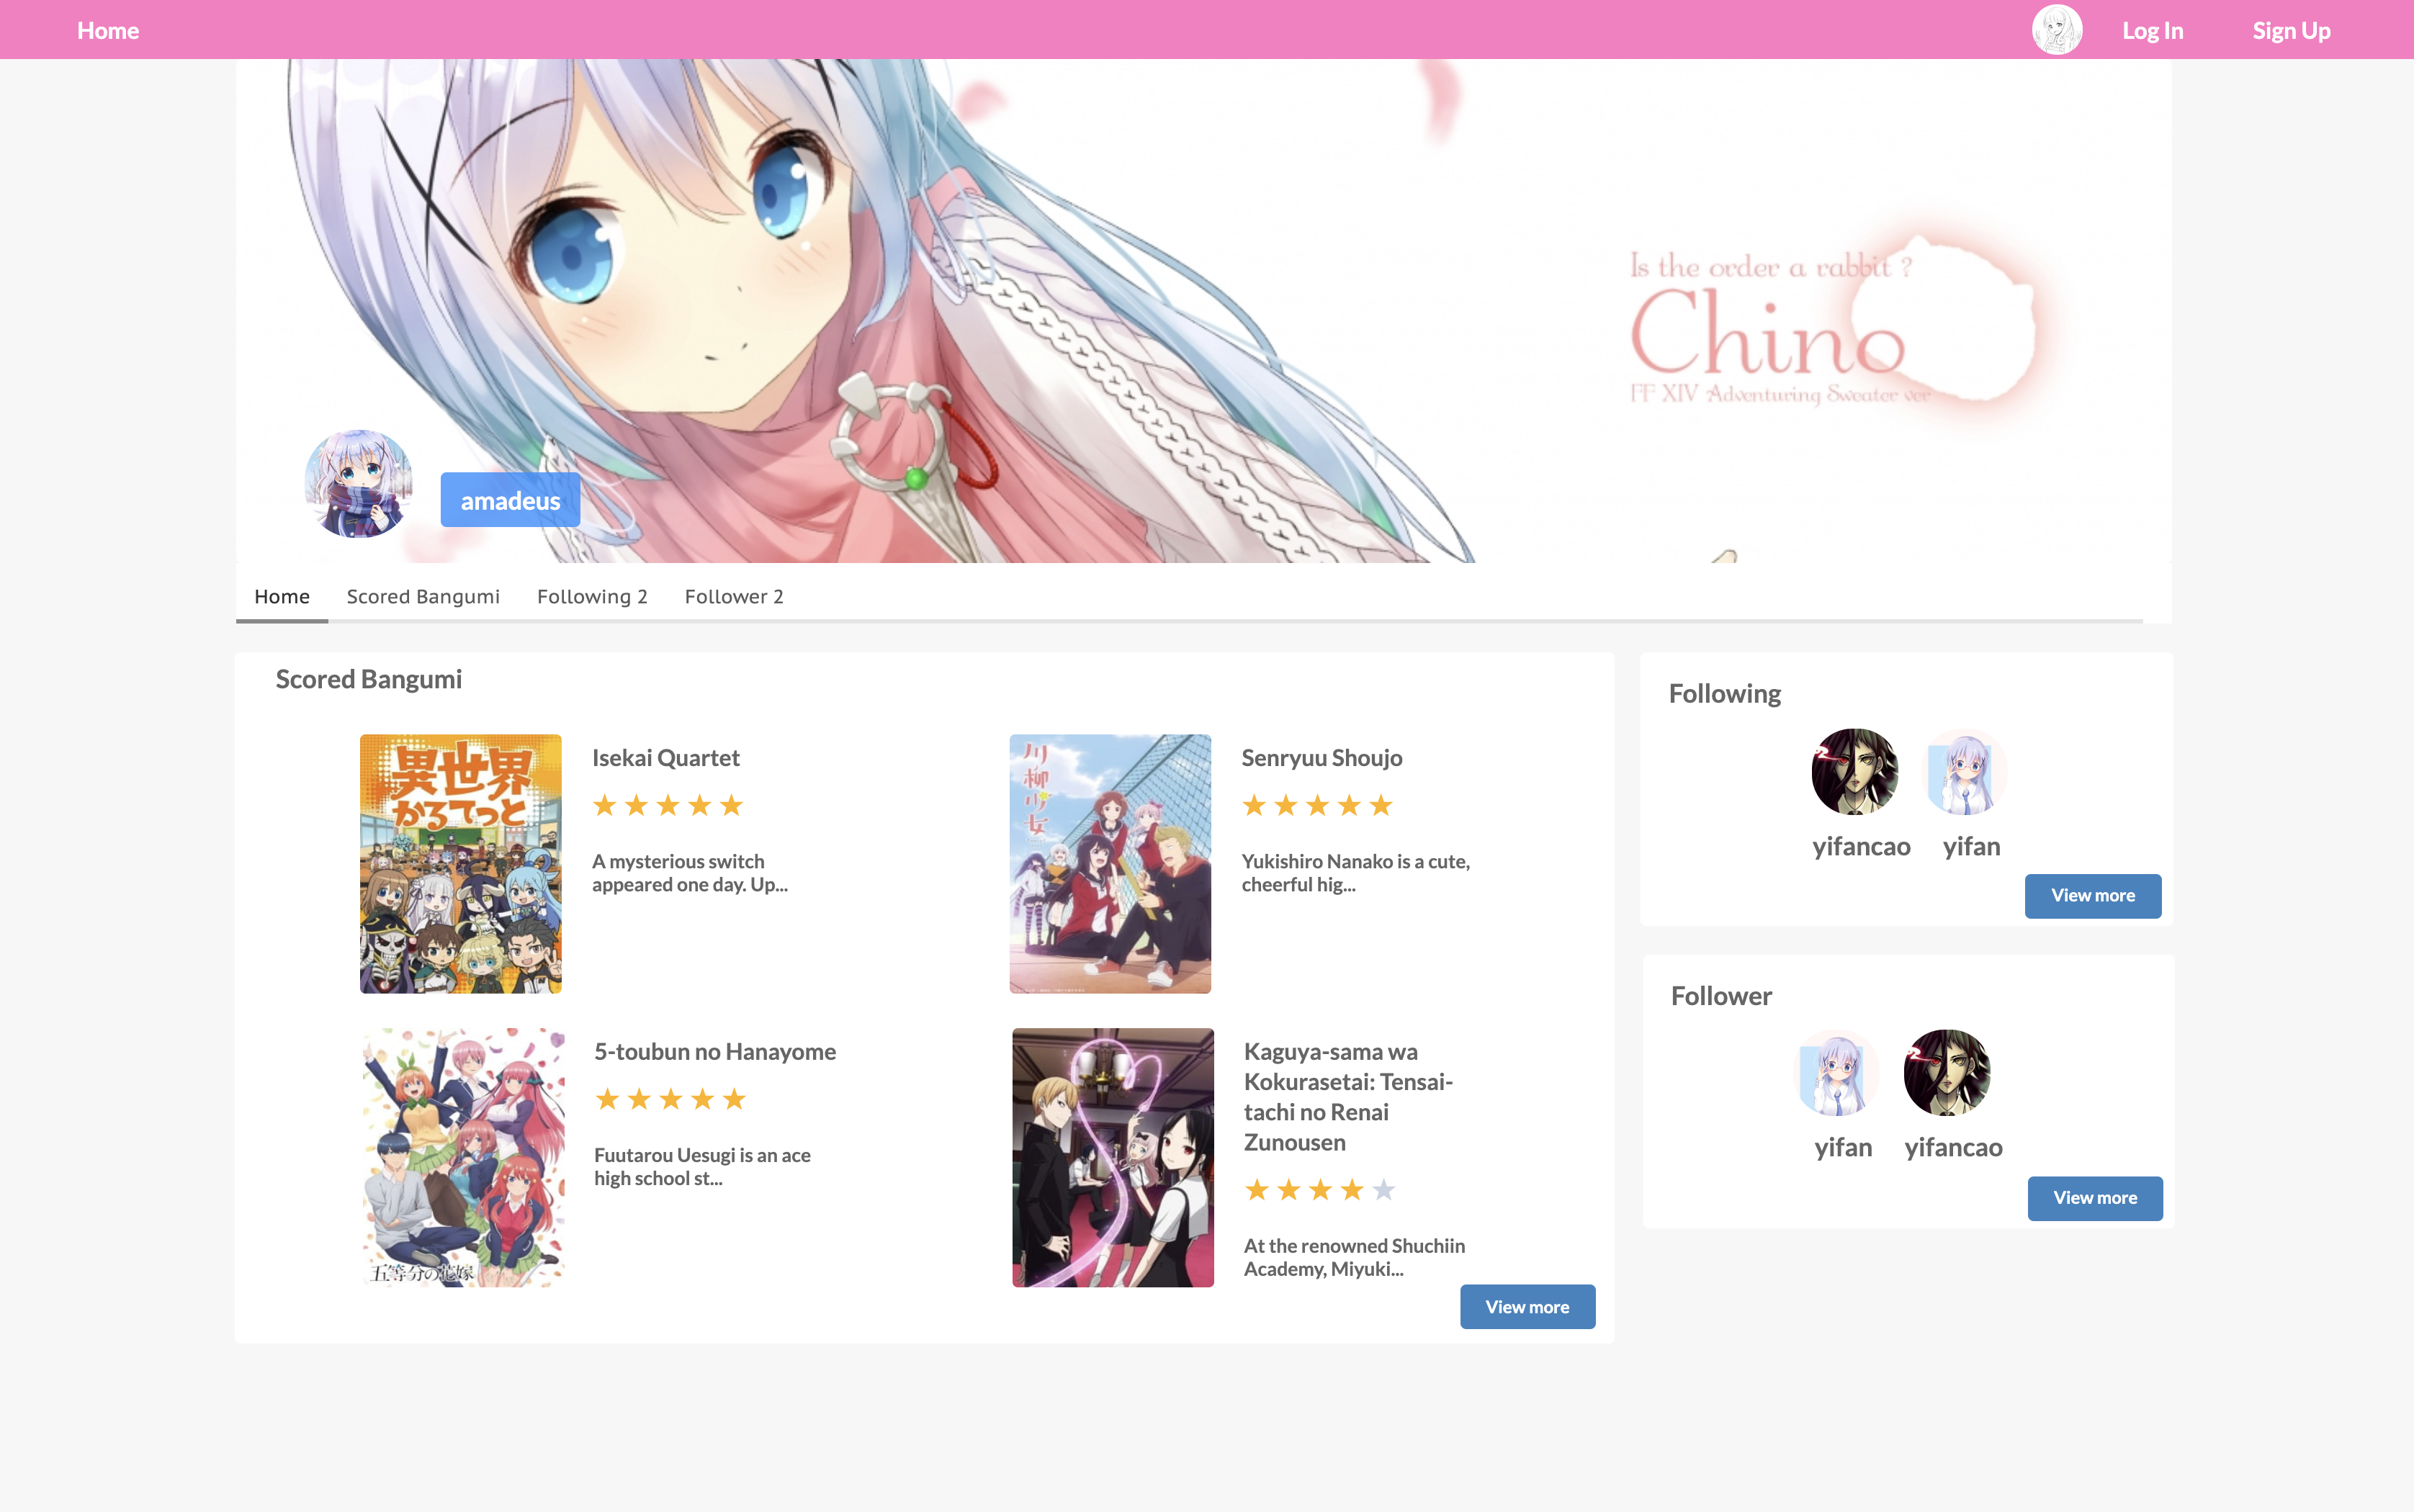 Home
Log In
Sign Up
Is the order a rabbit ?
Chino
FF XIV Adventuring Sweater ver
amadeus
Home
Scored Bangumi
Following 2
Follower 2
Scored Bangumi
異世界
かるてっと
Isekai Quartet
A mysterious switch
appeared one day. Up...
川柳少女
Senryuu Shoujo
Yukishiro Nanako is a cute,
cheerful hig...
五等分の花嫁
5-toubun no Hanayome
Fuutarou Uesugi is an ace
high school st...
Kaguya-sama wa
Kokurasetai: Tensai-
tachi no Renai
Zunousen
At the renowned Shuchiin
Academy, Miyuki...
View more
Following
yifancao
yifan
View more
Follower
yifan
yifancao
View more